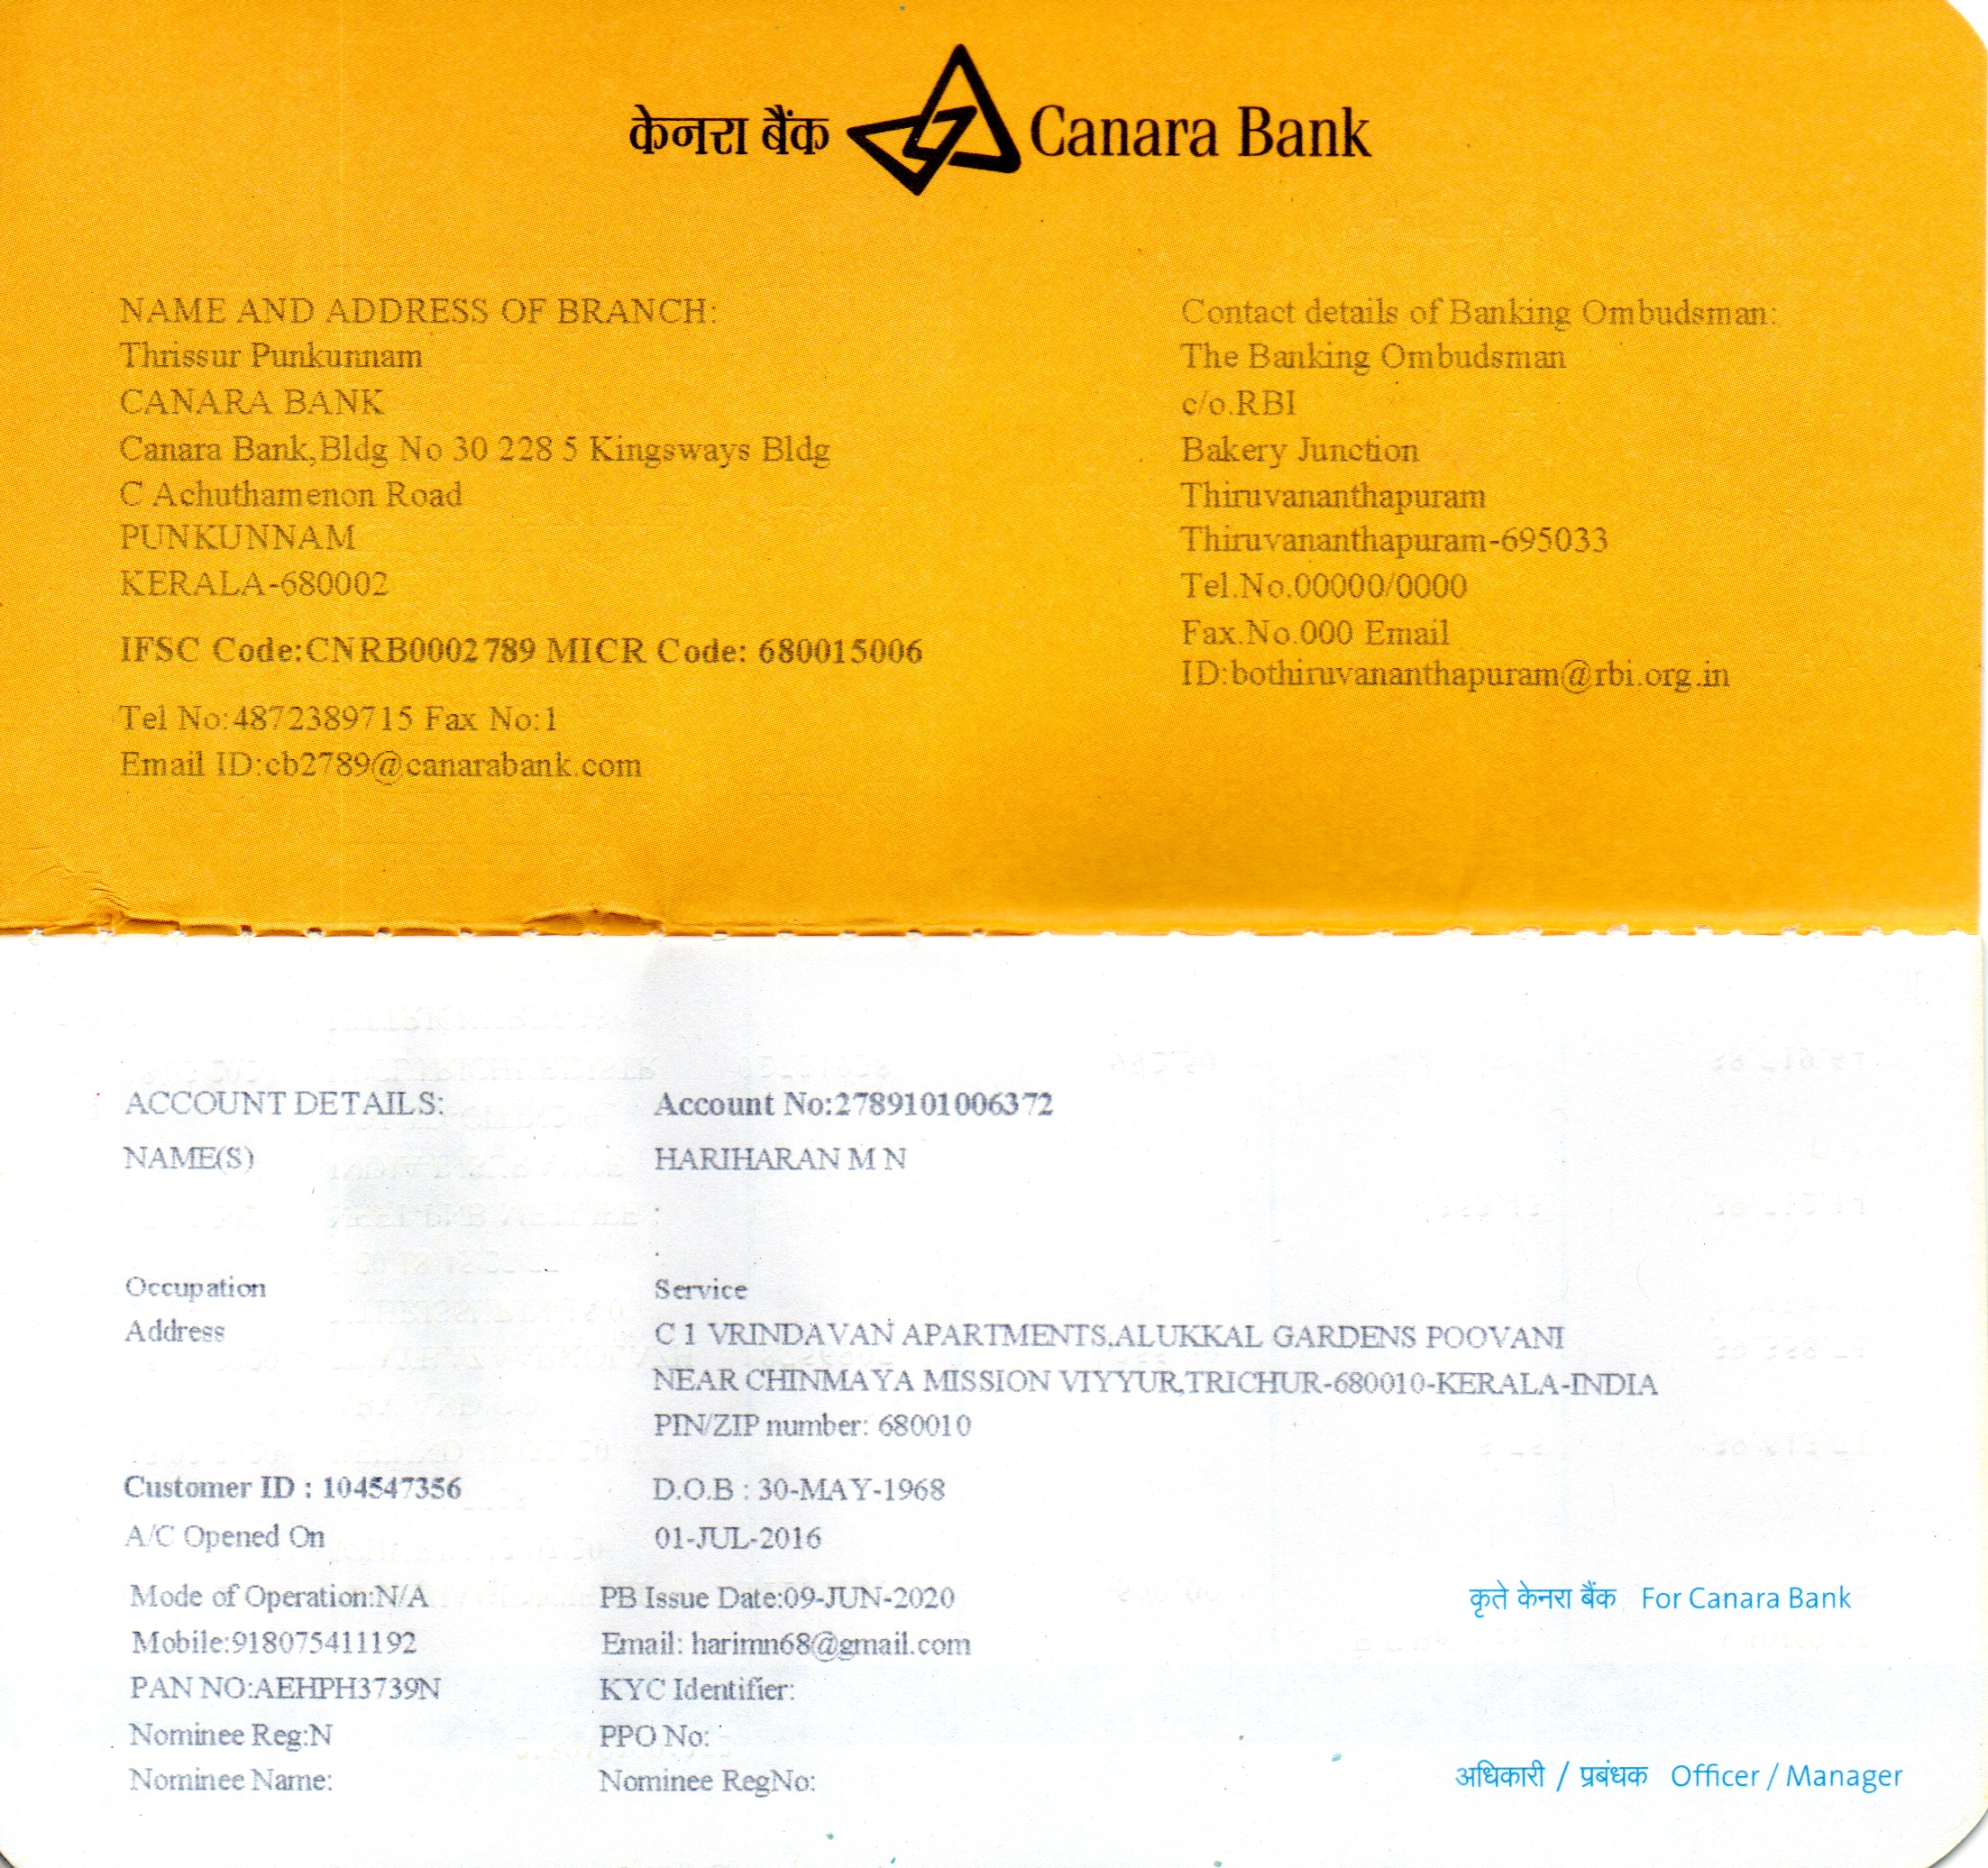 केनरा बैंक Canara Bank
NAME AND ADDRESS OF BRANCH:
Thrissur Punkunnam
CANARA BANK
Canara Bank,Bldg No 30 228 5 Kingsways Bldg
C Achuthamenon Road
PUNKUNNAM
KERALA-680002
IFSC Code:CNRB0002789 MICR Code: 680015006
Tel No:4872389715 Fax No:1
Email ID:cb2789@canarabank.com
Contact details of Banking Ombudsman:
The Banking Ombudsman
c/o.RBI
Bakery Junction
Thiruvananthapuram
Thiruvananthapuram-695033
Tel.No.00000/0000
Fax.No.000 Email
ID:bothiruvananthapuram@rbi.org.in
ACCOUNT DETAILS: Account No:2789101006372
NAME(S) HARIHARAN M N
:
:
Occupation Service
Address C 1 VRINDAVAN APARTMENTS,ALUKKAL GARDENS POOVANI
NEAR CHINMAYA MISSION VIYYUR,TRICHUR-680010-KERALA-INDIA
PIN/ZIP number: 680010
Customer ID : 104547356 D.O.B : 30-MAY-1968
A/C Opened On 01-JUL-2016
Mode of Operation:N/A PB Issue Date:09-JUN-2020 कृते केनरा बैंक For Canara Bank
Mobile:918075411192 Email: harimn68@gmail.com
PAN NO:AEHPH3739N KYC Identifier:
Nominee Reg:N PPO No:
Nominee Name: Nominee RegNo: अधिकारी / प्रबंधक Officer / Manager